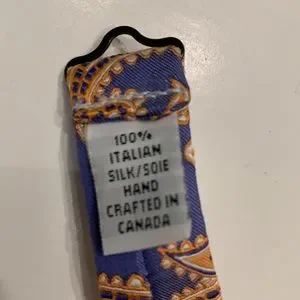 100%
ITALIAN
SILK/SOIE
HAND
CRAFTED IN
CANADA